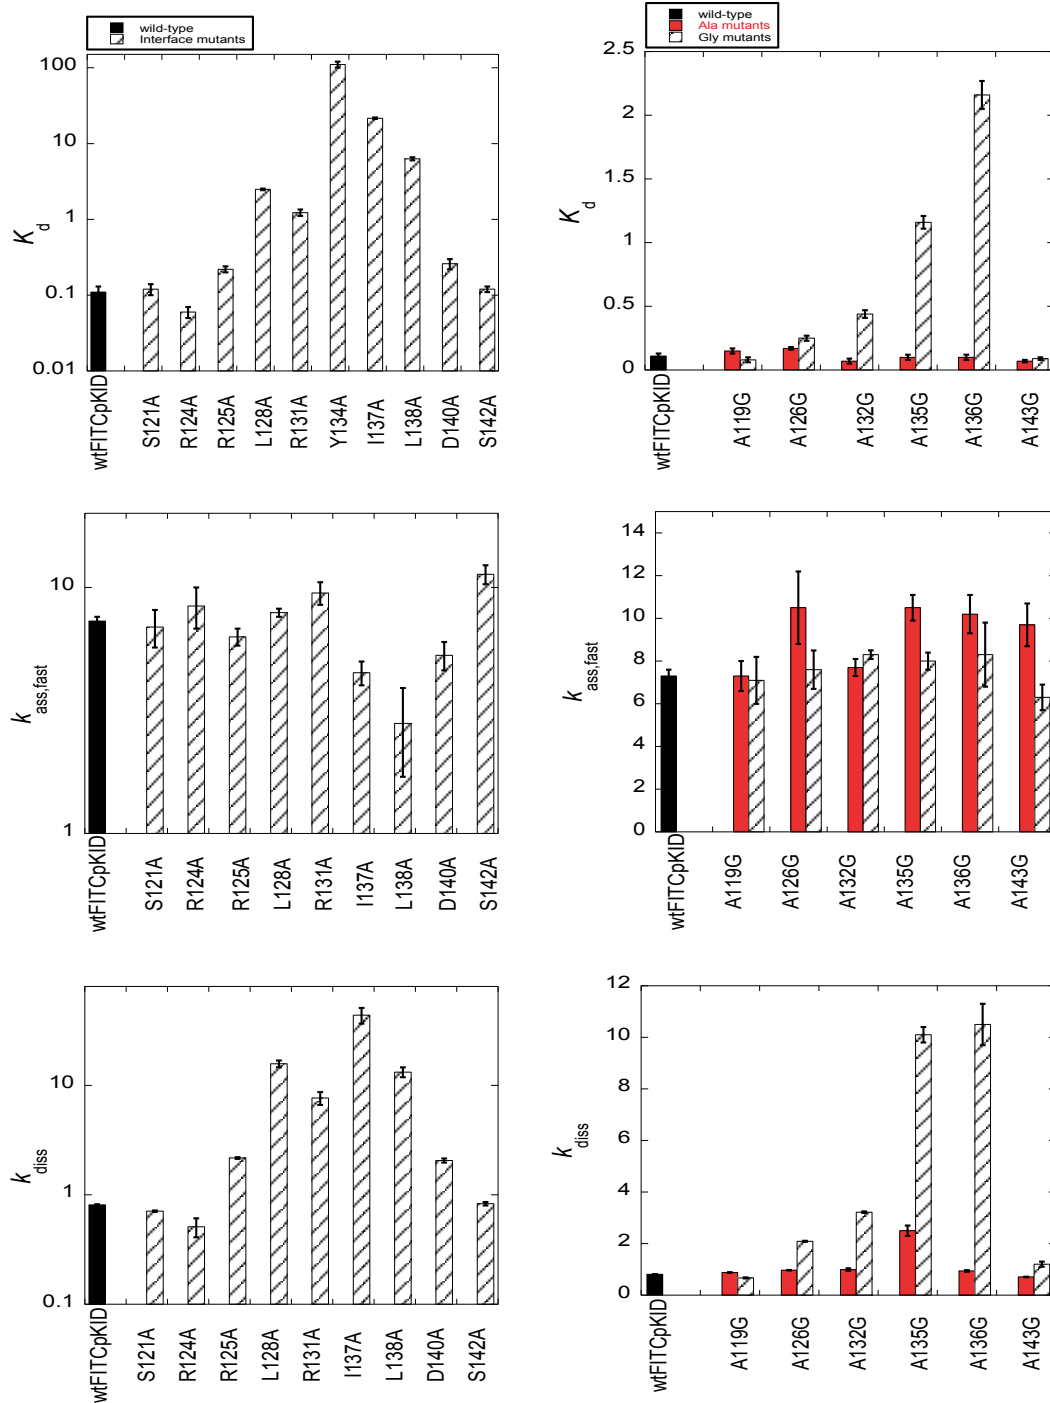 wild-type
Interface mutants
100
10
1
0.1
0.01
Kd
wtFITCpKID
S121A
R124A
R125A
L128A
R131A
Y134A
I137A
L138A
D140A
S142A
wild-type
Ala mutants
Gly mutants
2.5
2
1.5
1
0.5
0
Kd
wtFITCpKID
A119G
A126G
A132G
A135G
A136G
A143G
10
1
kass,fast
wtFITCpKID
S121A
R124A
R125A
L128A
R131A
I137A
L138A
D140A
S142A
14
12
10
8
6
4
2
0
kass,fast
wtFITCpKID
A119G
A126G
A132G
A135G
A136G
A143G
10
1
0.1
kdiss
wtFITCpKID
S121A
R124A
R125A
L128A
R131A
I137A
L138A
D140A
S142A
12
10
8
6
4
2
0
kdiss
wtFITCpKID
A119G
A126G
A132G
A135G
A136G
A143G